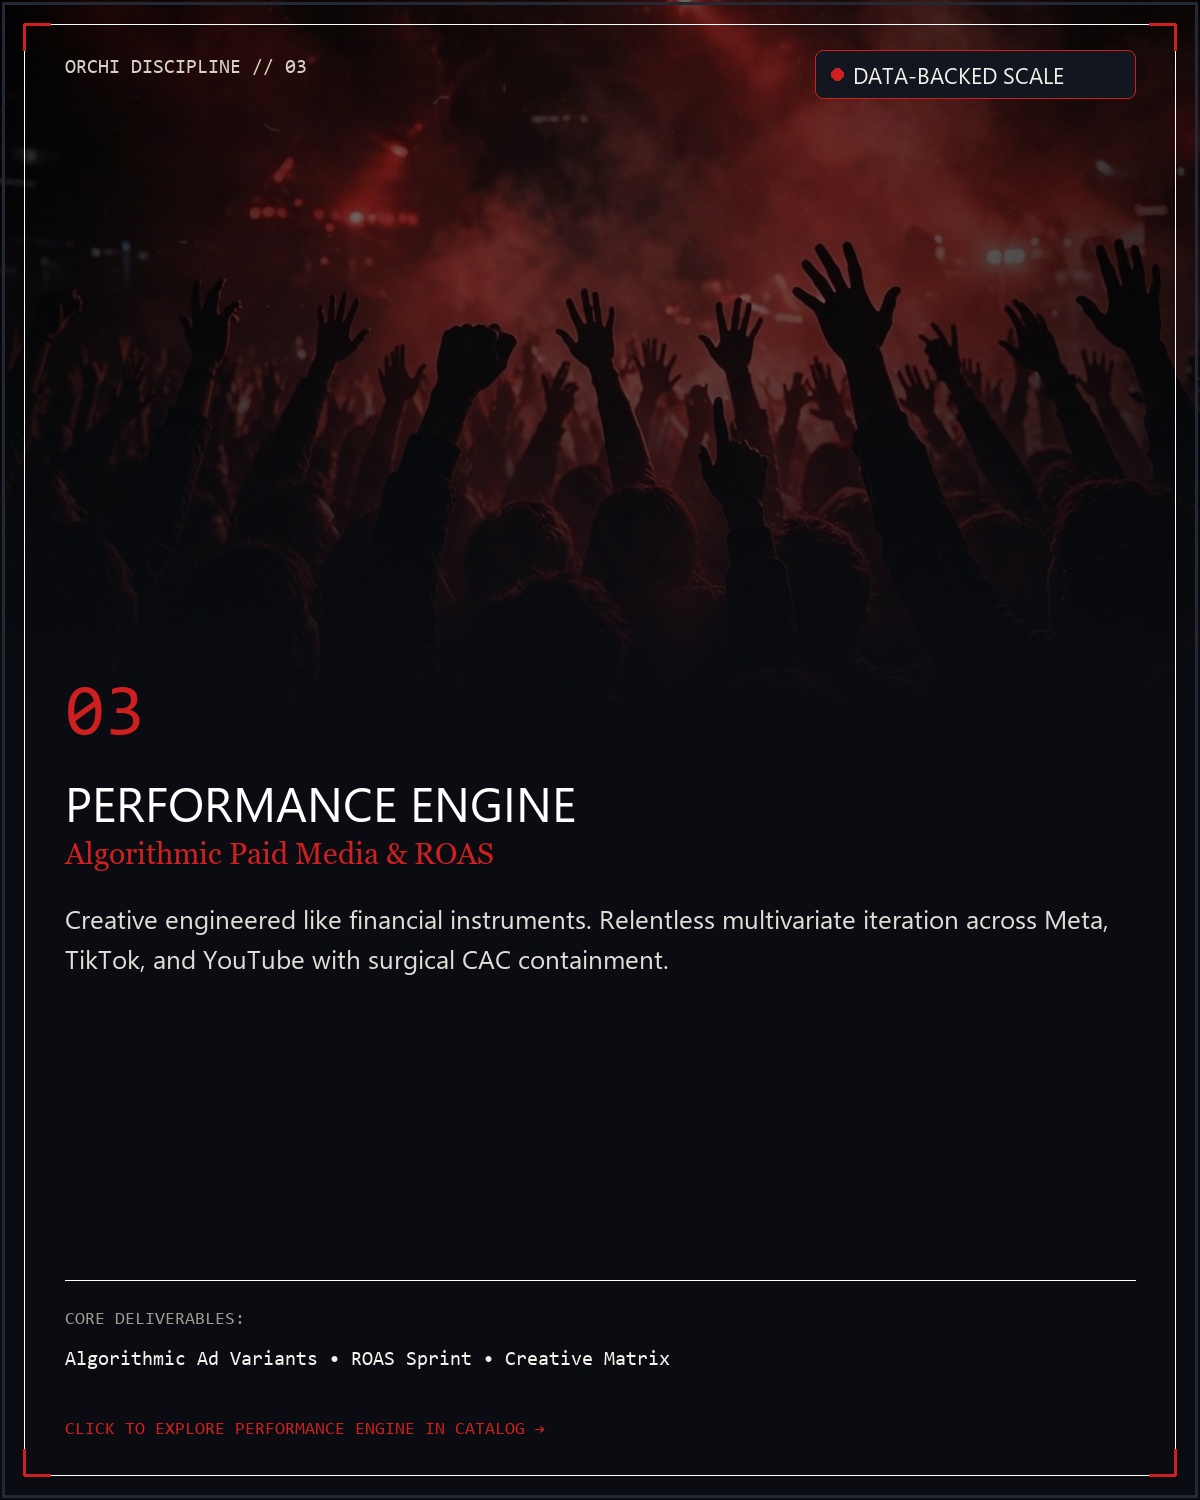 ORCHI DISCIPLINE // 03
DATA-BACKED SCALE
03
PERFORMANCE ENGINE
Algorithmic Paid Media & ROAS
Creative engineered like financial instruments. Relentless multivariate iteration across Meta,
TikTok, and YouTube with surgical CAC containment.
CORE DELIVERABLES:
Algorithmic Ad Variants • ROAS Sprint • Creative Matrix
CLICK TO EXPLORE PERFORMANCE ENGINE IN CATALOG →